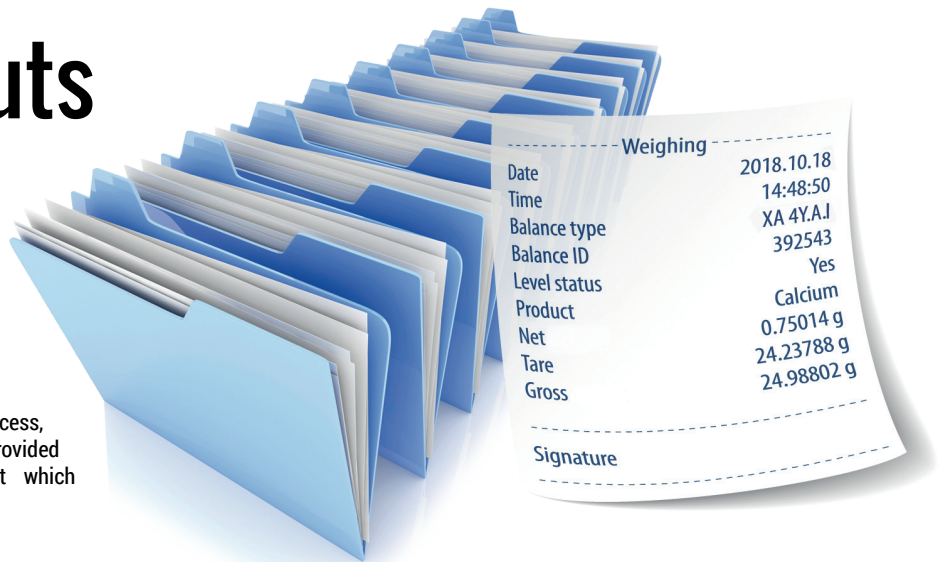 uts
Weighing
Date 2018.10.18
Time 14:48:50
Balance type XA 4Y.A.I
Balance ID 392543
Level status Yes
Product Calcium
Net 0.75014 g
Tare 24.23788 g
Gross 24.98802 g
Signature
cess,
rovided
t which